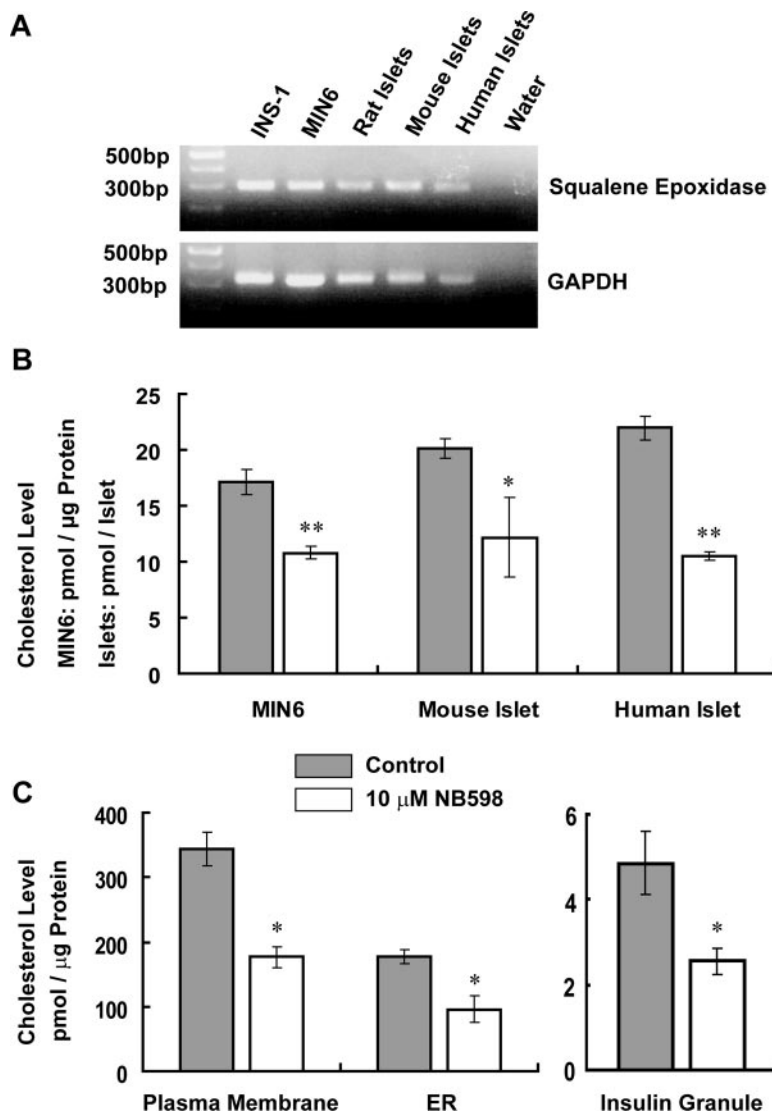 A
INS-1
MIN6
Rat Islets
Mouse Islets
Human Islets
Water
500bp
300bp
Squalene Epoxidase
500bp
300bp
GAPDH
B
Cholesterol Level
MIN6: pmol / μg Protein
Islets: pmol / Islet
25
20
15
10
5
0
**
*
**
MIN6
Mouse Islet
Human Islet
Control
10 μM NB598
C
Cholesterol Level
pmol / μg Protein
400
300
200
100
0
*
*
Plasma Membrane
ER
6
4
2
0
*
Insulin Granule